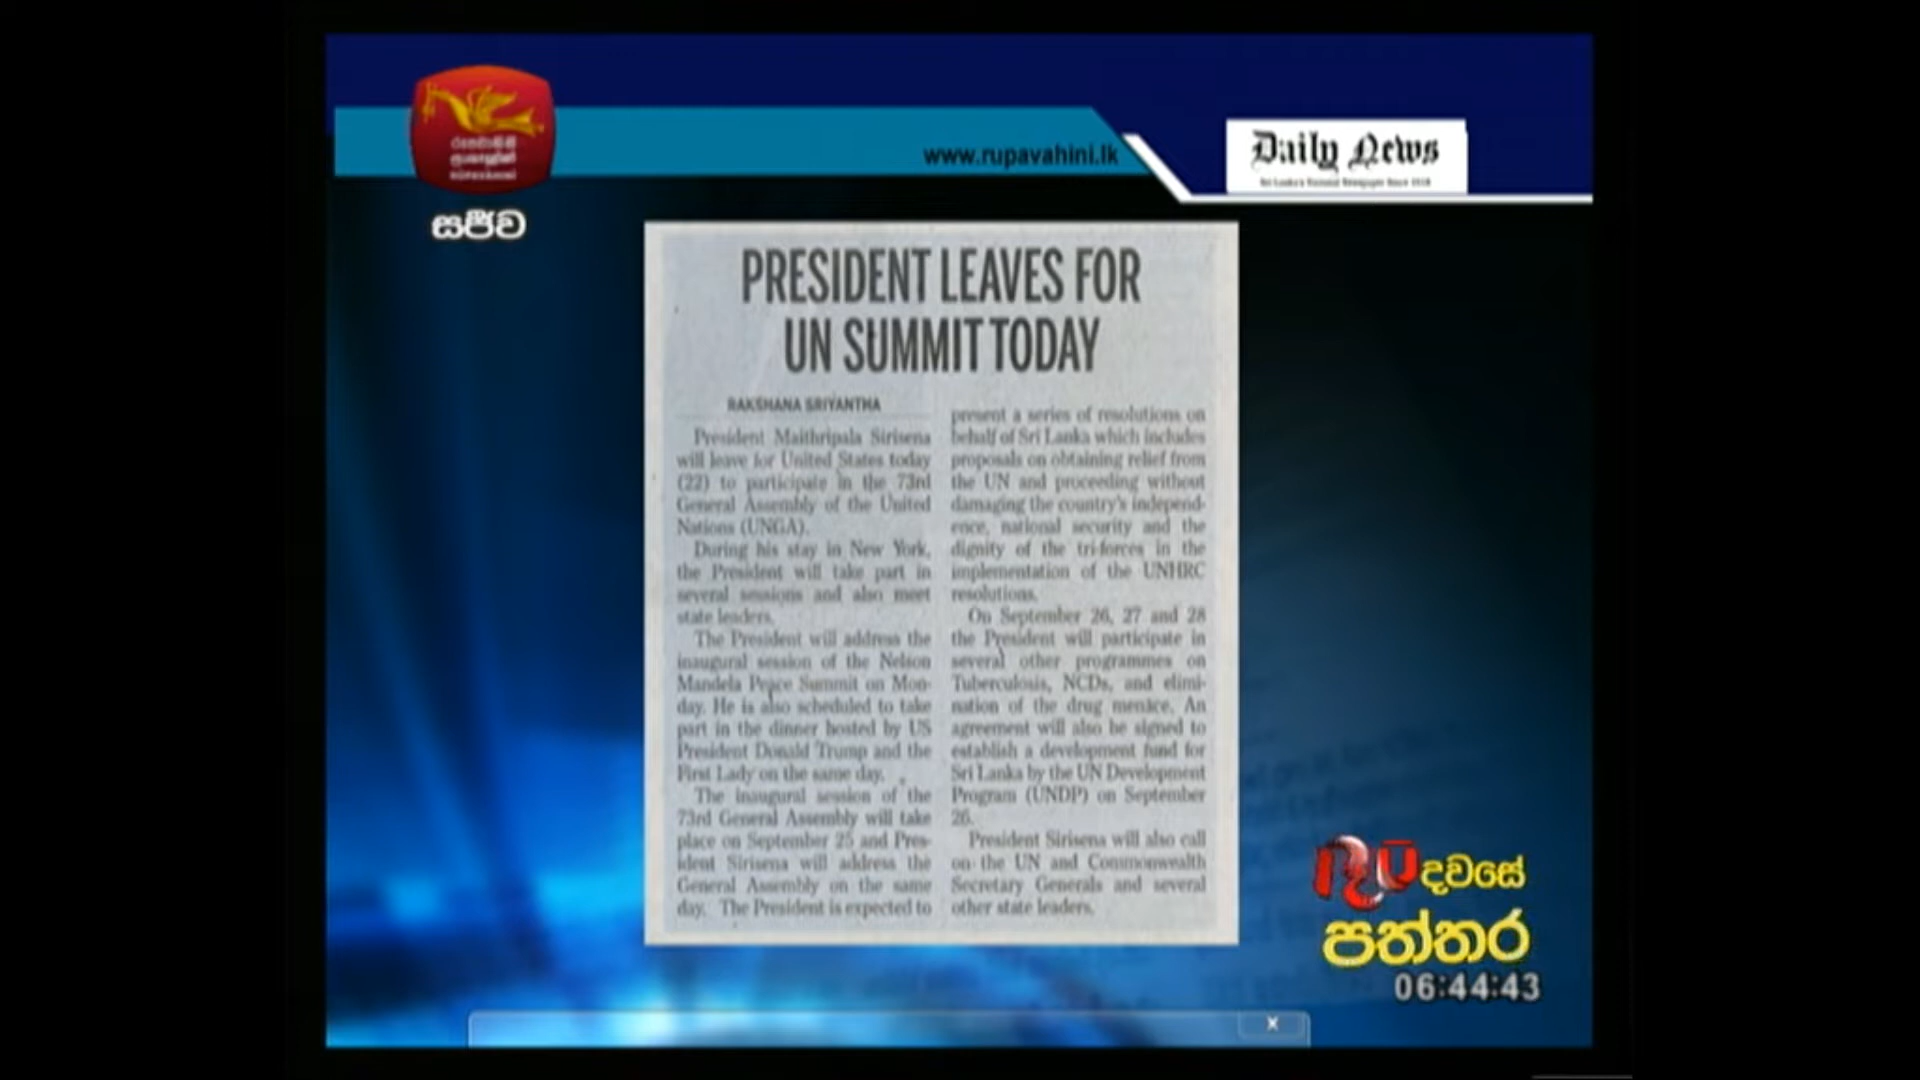 රූපවාහිනී
RUPAVAHINI
සජීව
www.rupavahini.lk
Daily News
Sri Lanka's National Newspaper Since 1918
PRESIDENT LEAVES FOR
UN SUMMIT TODAY
RAKSHANA SRIYANTHA
President Maithripala Sirisena
will leave for United States today
(22) to participate in the 73rd
General Assembly of the United
Nations (UNGA).
During his stay in New York,
the President will take part in
several sessions and also meet
state leaders.
The President will address the
inaugural session of the Nelson
Mandela Peace Summit on Mon-
day. He is also scheduled to take
part in the dinner hosted by US
President Donald Trump and the
First Lady on the same day.
The inaugural session of the
73rd General Assembly will take
place on September 25 and Pres-
ident Sirisena will address the
General Assembly on the same
day. The President is expected to
present a series of resolutions on
behalf of Sri Lanka which includes
proposals on obtaining relief from
the UN and proceeding without
damaging the country's independ-
ence, national security and the
dignity of the tri-forces in the
implementation of the UNHRC
resolutions.
On September 26, 27 and 28
the President will participate in
several other programmes on
Tuberculosis, NCDs, and elimi-
nation of the drug menace. An
agreement will also be signed to
establish a development fund for
Sri Lanka by the UN Development
Program (UNDP) on September
26.
President Sirisena will also call
on the UN and Commonwealth
Secretary Generals and several
other state leaders.
දවසේ
පත්තර
06:44:43
X